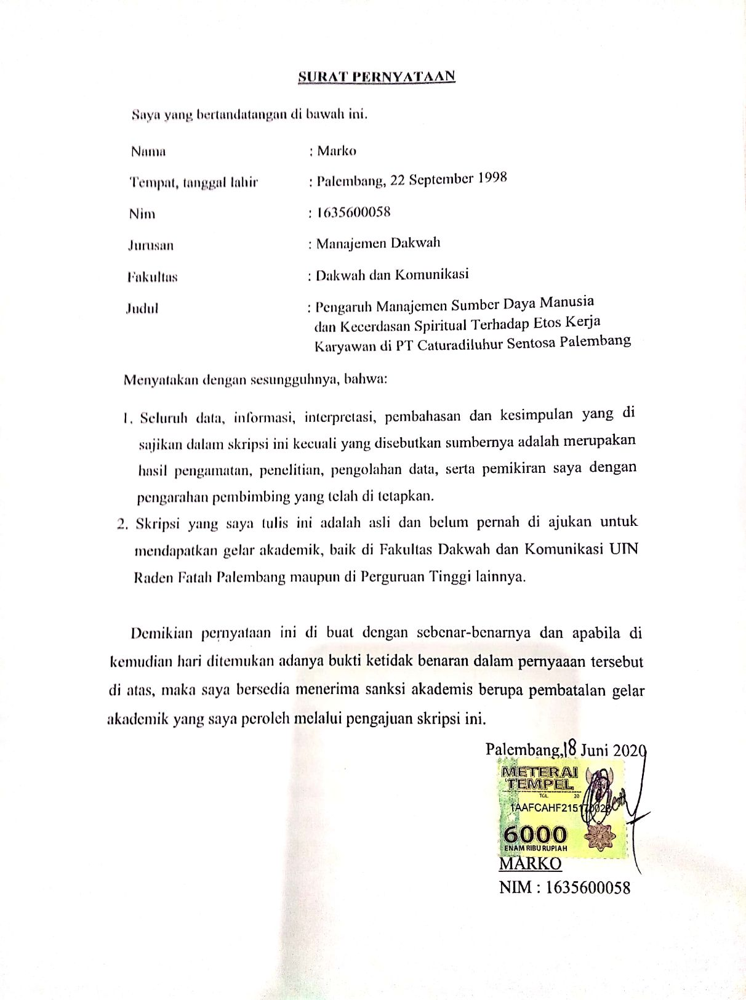 SURAT PERNYATAAN
Saya yang bertandatangan di bawah ini.
Nama : Marko
Tempat, tanggal lahir : Palembang, 22 September 1998
Nim : 1635600058
Jurusan : Manajemen Dakwah
Fakultas : Dakwah dan Komunikasi
Judul : Pengaruh Manajemen Sumber Daya Manusia
dan Kecerdasan Spiritual Terhadap Etos Kerja
Karyawan di PT Caturadiluhur Sentosa Palembang
Menyatakan dengan sesungguhnya, bahwa:
1. Seluruh data, informasi, interpretasi, pembahasan dan kesimpulan yang di
sajikan dalam skripsi ini kecuali yang disebutkan sumbernya adalah merupakan
hasil pengamatan, penelitian, pengolahan data, serta pemikiran saya dengan
pengarahan pembimbing yang telah di tetapkan.
2. Skripsi yang saya tulis ini adalah asli dan belum pernah di ajukan untuk
mendapatkan gelar akademik, baik di Fakultas Dakwah dan Komunikasi UIN
Raden Fatah Palembang maupun di Perguruan Tinggi lainnya.
Demikian pernyataan ini di buat dengan sebenar-benarnya dan apabila di
kemudian hari ditemukan adanya bukti ketidak benaran dalam pernyaaan tersebut
di atas, maka saya bersedia menerima sanksi akademis berupa pembatalan gelar
akademik yang saya peroleh melalui pengajuan skripsi ini.
Palembang,18 Juni 2020
METERAI
TEMPEL
TGL 20
6000
ENAM RIBU RUPIAH
MARKO
NIM : 1635600058